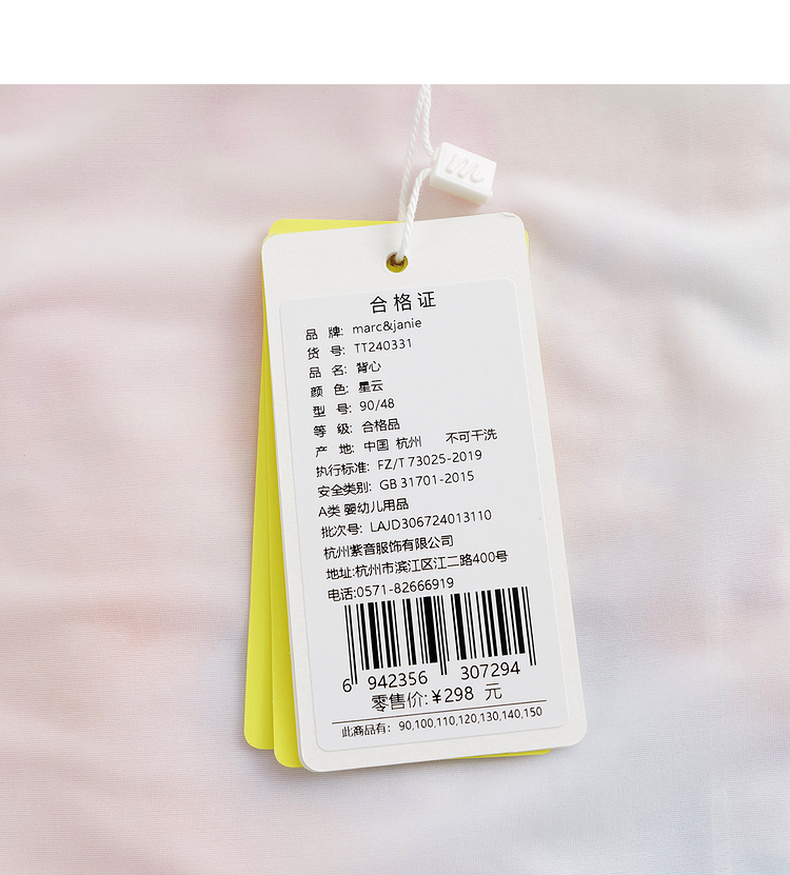 合格证
品 牌: marc&janie
货 号: TT240331
品 名: 背心
颜 色: 星云
型 号: 90/48
等 级: 合格品
产 地: 中国 杭州 不可干洗
执行标准: FZ/T 73025-2019
安全类别: GB 31701-2015
A类 婴幼儿用品
批次号: LAJD306724013110
杭州紫音服饰有限公司
地址:杭州市滨江区江二路400号
电话:0571-82666919
6 942356 307294
零售价:¥298 元
此商品有: 90,100,110,120,130,140,150